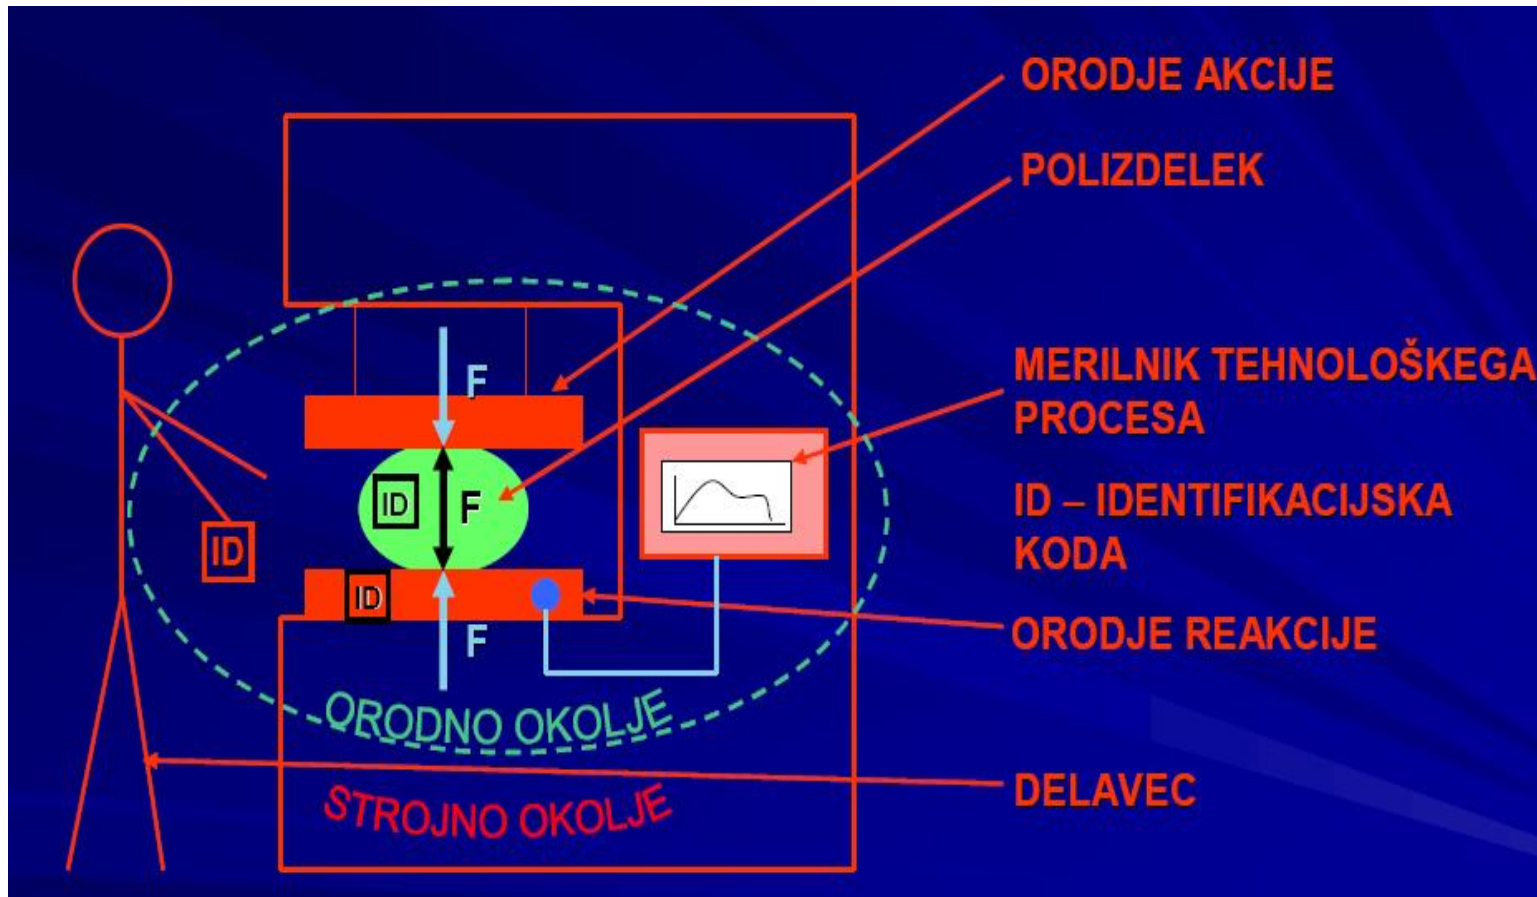 ORODJE AKCIJE
POLIZDELEK
F
MERILNIK TEHNOLOŠKEGA
PROCESA
ID
F
ID – IDENTIFIKACIJSKA
KODA
ID
ID
F
ORODJE REAKCIJE
ORODNO OKOLJE
STROJNO OKOLJE
DELAVEC